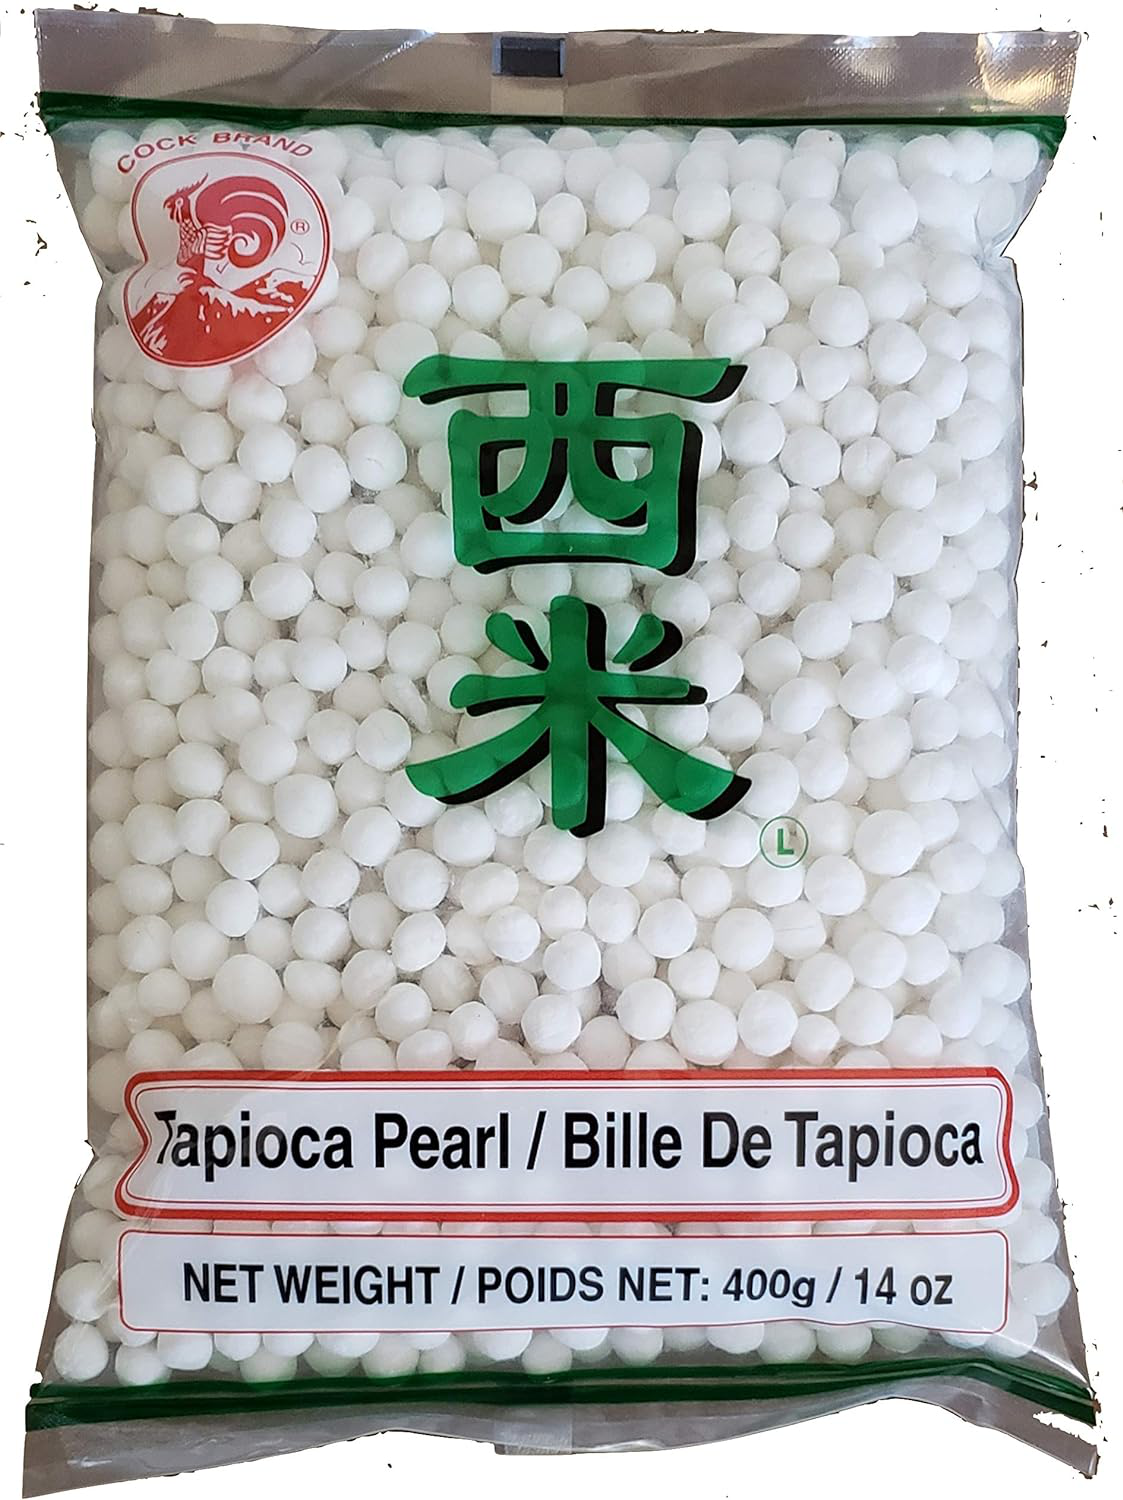 COCK BRAND
®
西
米
L
Tapioca Pearl / Bille De Tapioca
NET WEIGHT / POIDS NET: 400g / 14 oz